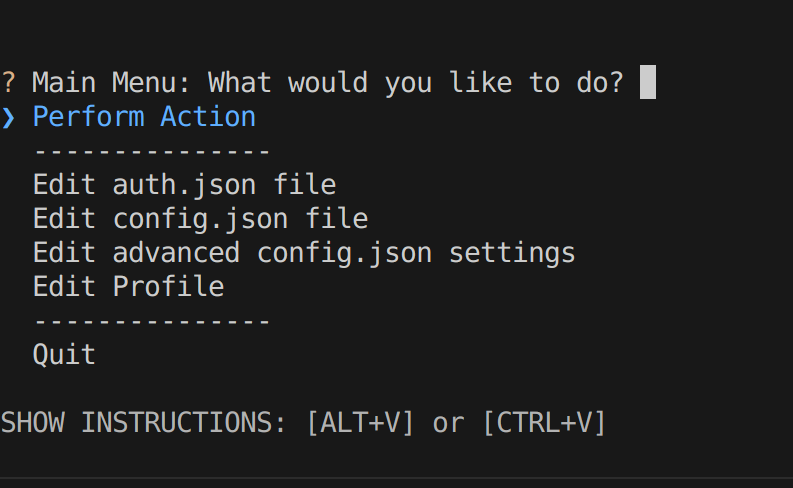 ? Main Menu: What would you like to do?
❯ Perform Action
---------------
Edit auth.json file
Edit config.json file
Edit advanced config.json settings
Edit Profile
---------------
Quit
SHOW INSTRUCTIONS: [ALT+V] or [CTRL+V]